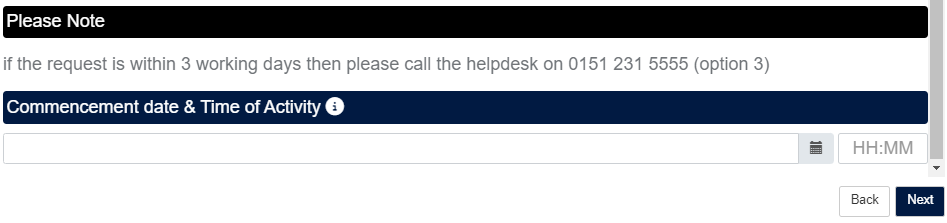 Please Note
if the request is within 3 working days then please call the helpdesk on 0151 231 5555 (option 3)
Commencement date & Time of Activity
HH:MM
Back Next